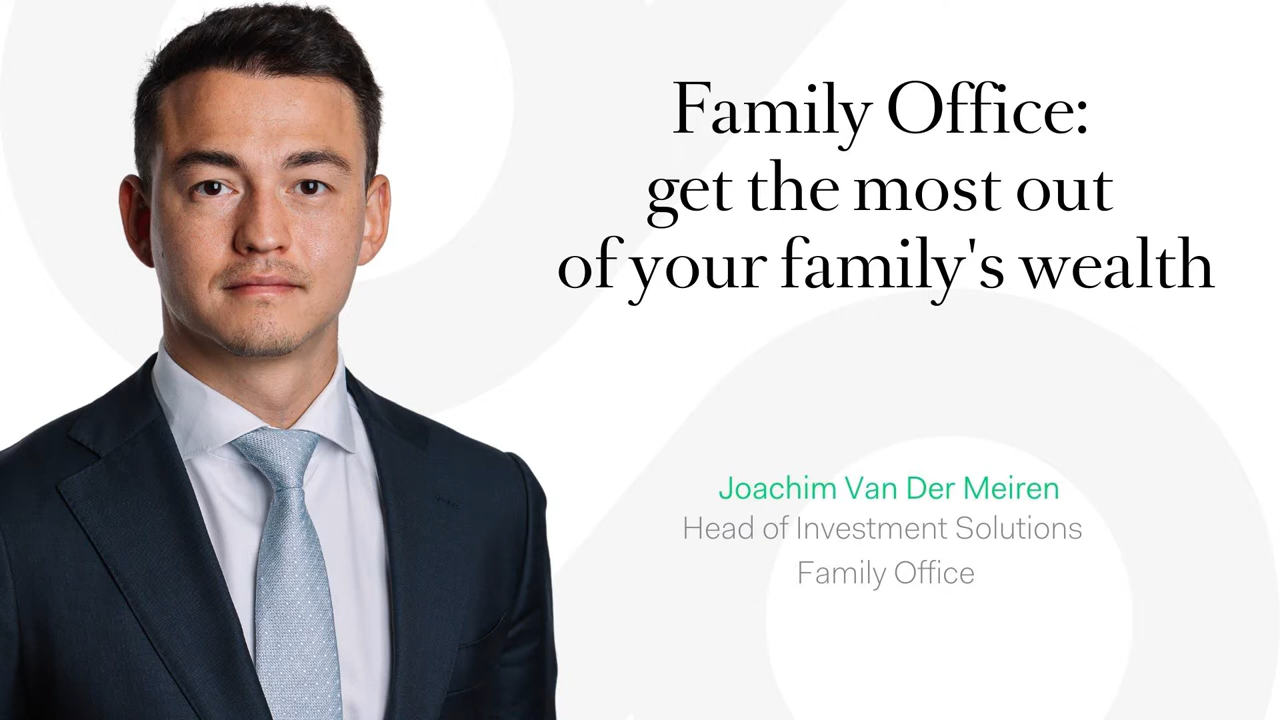 Family Office:
get the most out
of your family's wealth
Joachim Van Der Meiren
Head of Investment Solutions
Family Office